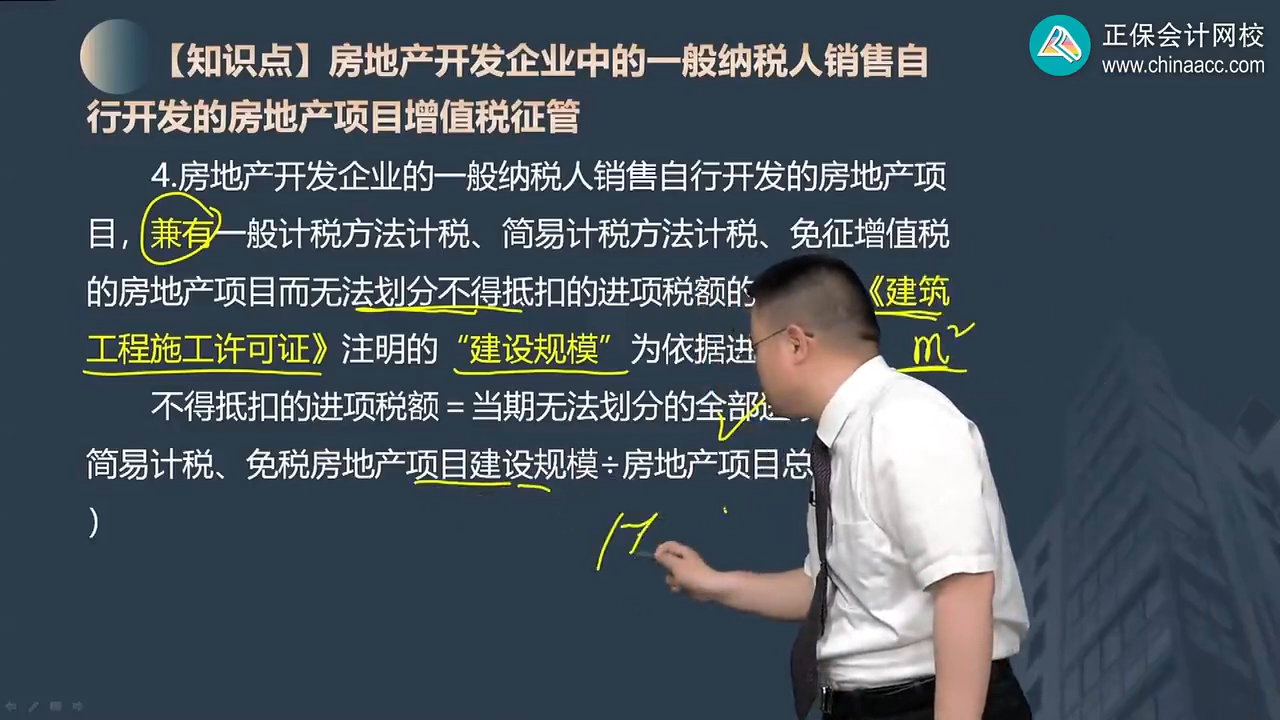 正保会计网校
www.chinaacc.com
【知识点】房地产开发企业中的一般纳税人销售自
行开发的房地产项目增值税征管
4.房地产开发企业的一般纳税人销售自行开发的房地产项
目，兼有一般计税方法计税、简易计税方法计税、免征增值税
的房地产项目而无法划分不得抵扣的进项税额的 《建筑
工程施工许可证》注明的“建设规模”为依据进 m²
不得抵扣的进项税额＝当期无法划分的全部进
简易计税、免税房地产项目建设规模÷房地产项目总
）
17